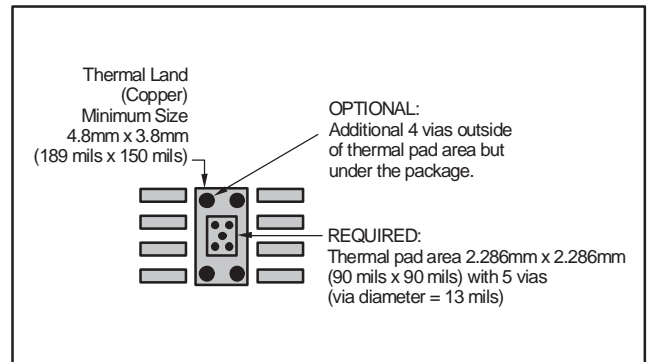 Thermal Land
(Copper)
Minimum Size
4.8mm x 3.8mm
(189 mils x 150 mils)
OPTIONAL:
Additional 4 vias outside
of thermal pad area but
under the package.
REQUIRED:
Thermal pad area 2.286mm x 2.286mm
(90 mils x 90 mils) with 5 vias
(via diameter = 13 mils)